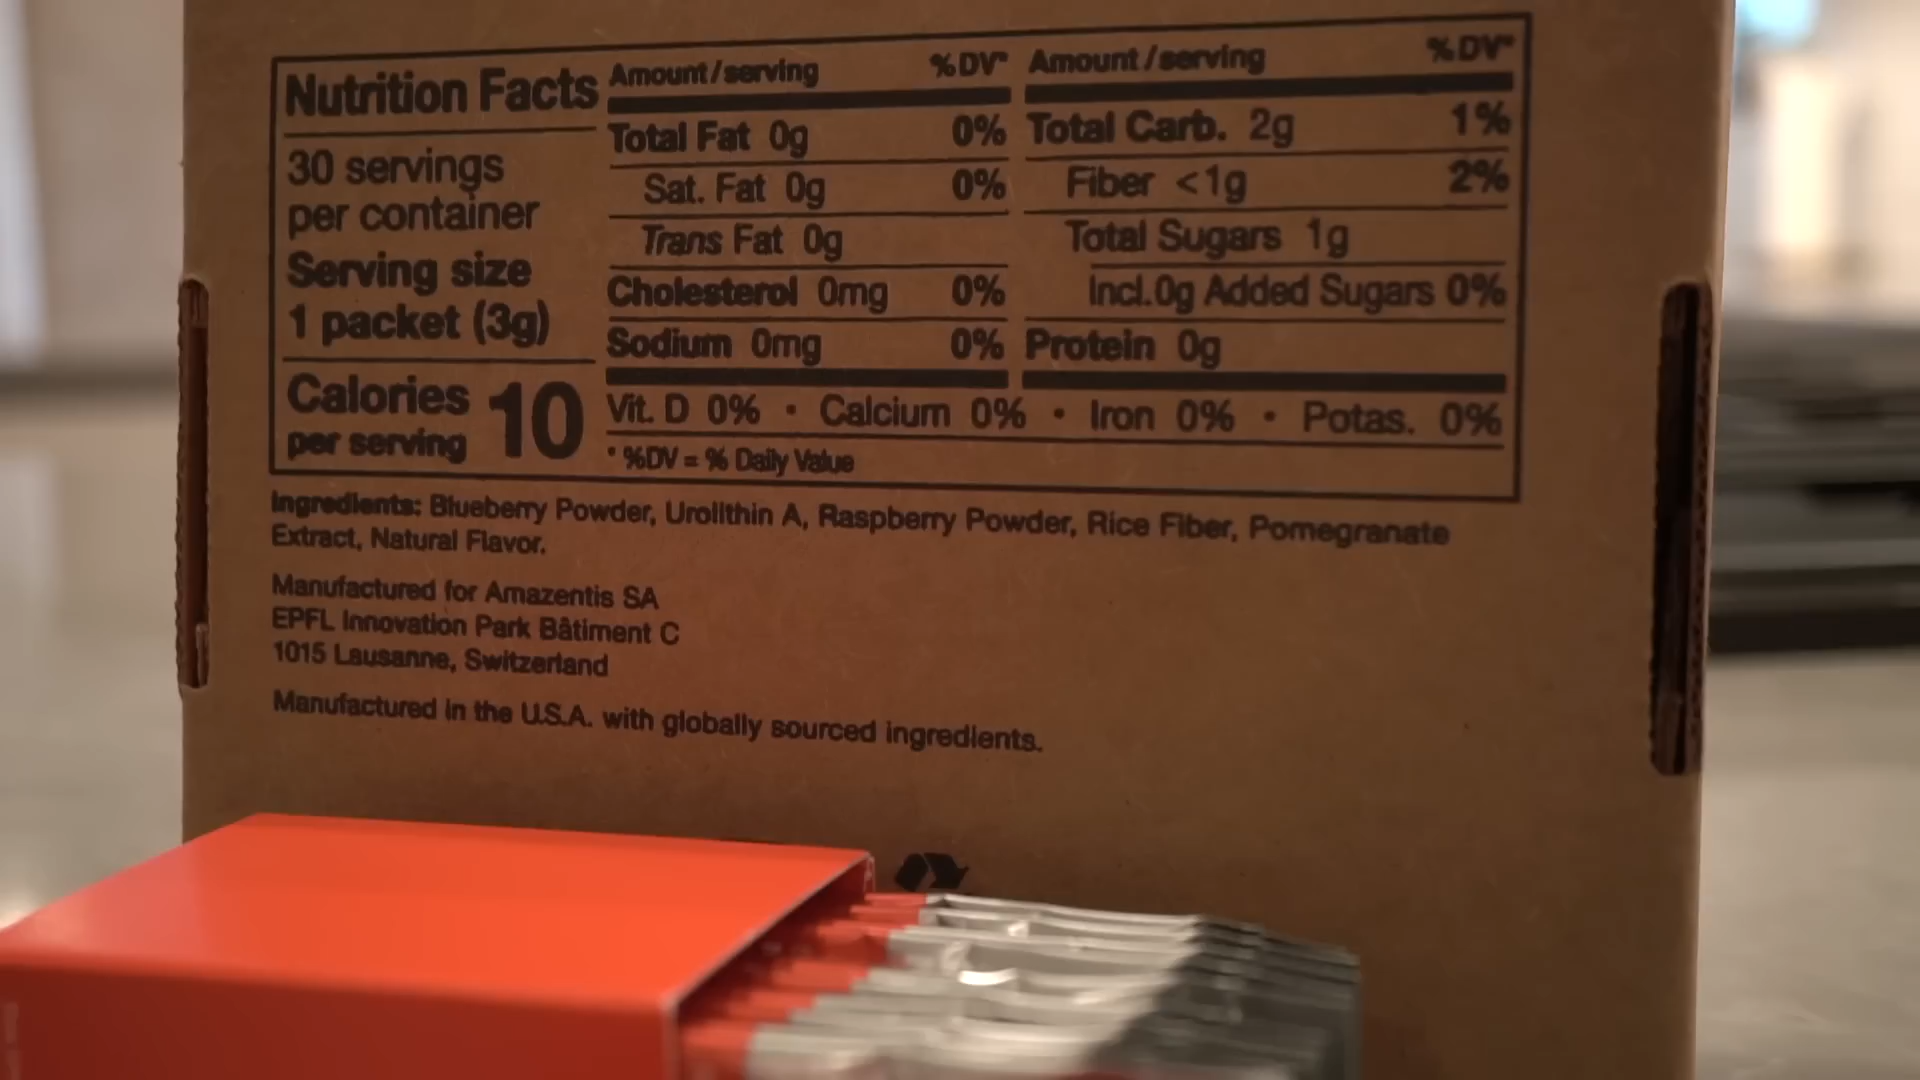 Nutrition Facts
30 servings
per container
Serving size
1 packet (3g)
Calories
per serving
10
Amount/serving %DV*
Total Fat 0g 0%
Sat. Fat 0g 0%
Trans Fat 0g
Cholesterol 0mg 0%
Sodium 0mg 0%
Amount/serving %DV*
Total Carb. 2g 1%
Fiber <1g 2%
Total Sugars 1g
Incl.0g Added Sugars 0%
Protein 0g
Vit. D 0% • Calcium 0% • Iron 0% • Potas. 0%
*%DV = % Daily Value
Ingredients: Blueberry Powder, Urolithin A, Raspberry Powder, Rice Fiber, Pomegranate
Extract, Natural Flavor.
Manufactured for Amazentis SA
EPFL Innovation Park Bâtiment C
1015 Lausanne, Switzerland
Manufactured in the U.S.A. with globally sourced ingredients.